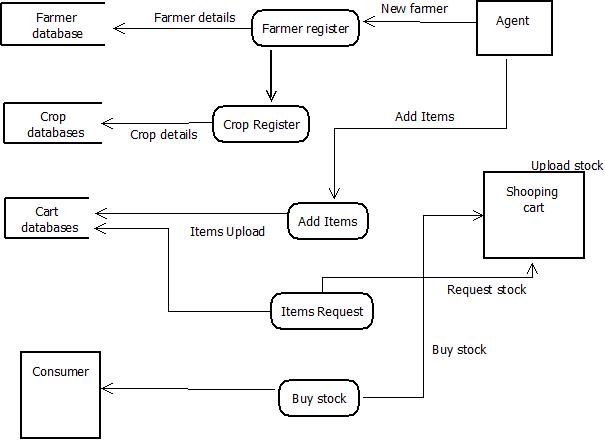 Farmer
database
Farmer details
Farmer register
New farmer
Agent
Crop
databases
Crop details
Crop Register
Add Items
Upload stock
Shooping
cart
Cart
databases
Items Upload
Add Items
Items Request
Request stock
Buy stock
Consumer
Buy stock